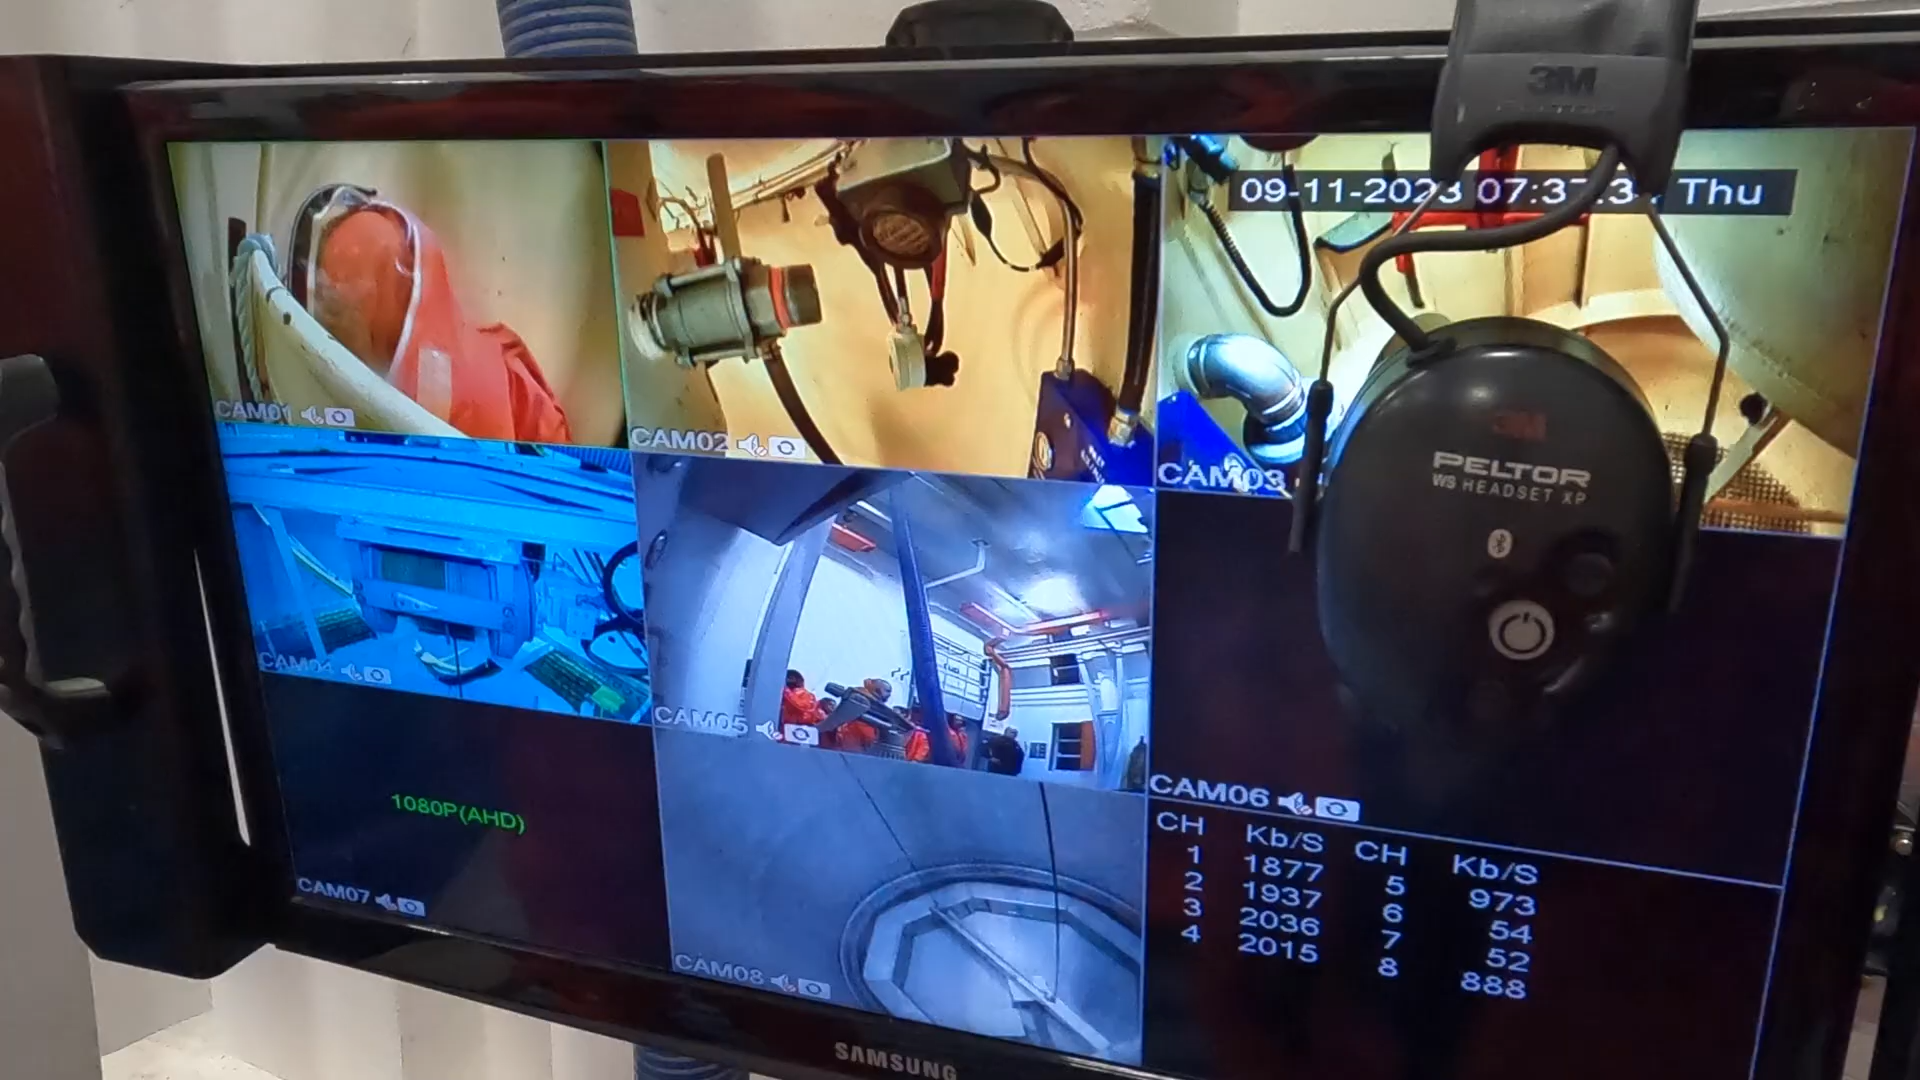 3M
09-11-2023 07:37:3 Thu
CAM01
CAM02
CAM03
3M
PELTOR
WS HEADSET XP
CAM04
CAM05
CAM06
1080P(AHD)
CAM07
CAM08
CH Kb/S CH Kb/S
1 1877 5 973
2 1937 6 54
3 2036 7 52
4 2015 8 888
SAMSUNG